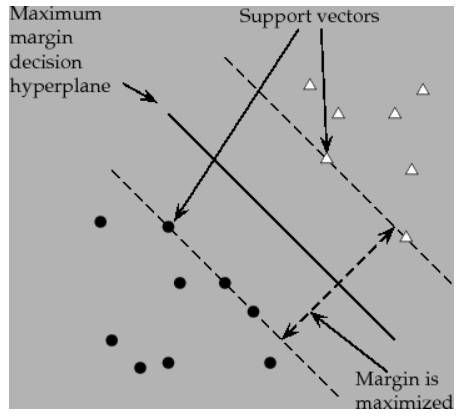 Maximum
margin
decision
hyperplane
Support vectors
Margin is
maximized